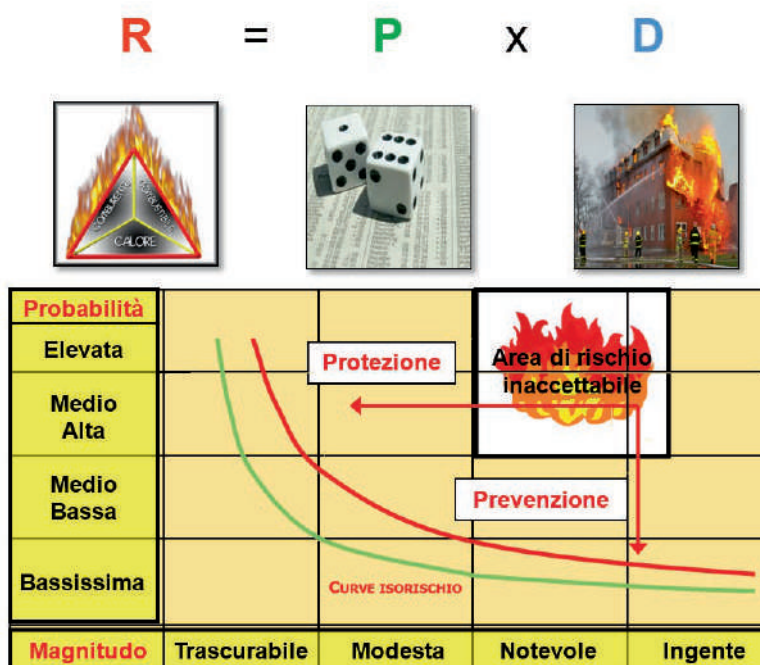 R = P x D
COMBURENTE
COMBUSTIBILE
CALORE
Probabilità
Elevata
Protezione
Area di rischio
inaccettabile
Medio
Alta
Medio
Bassa
Prevenzione
Bassissima
CURVE ISORISCHIO
Magnitudo
Trascurabile
Modesta
Notevole
Ingente